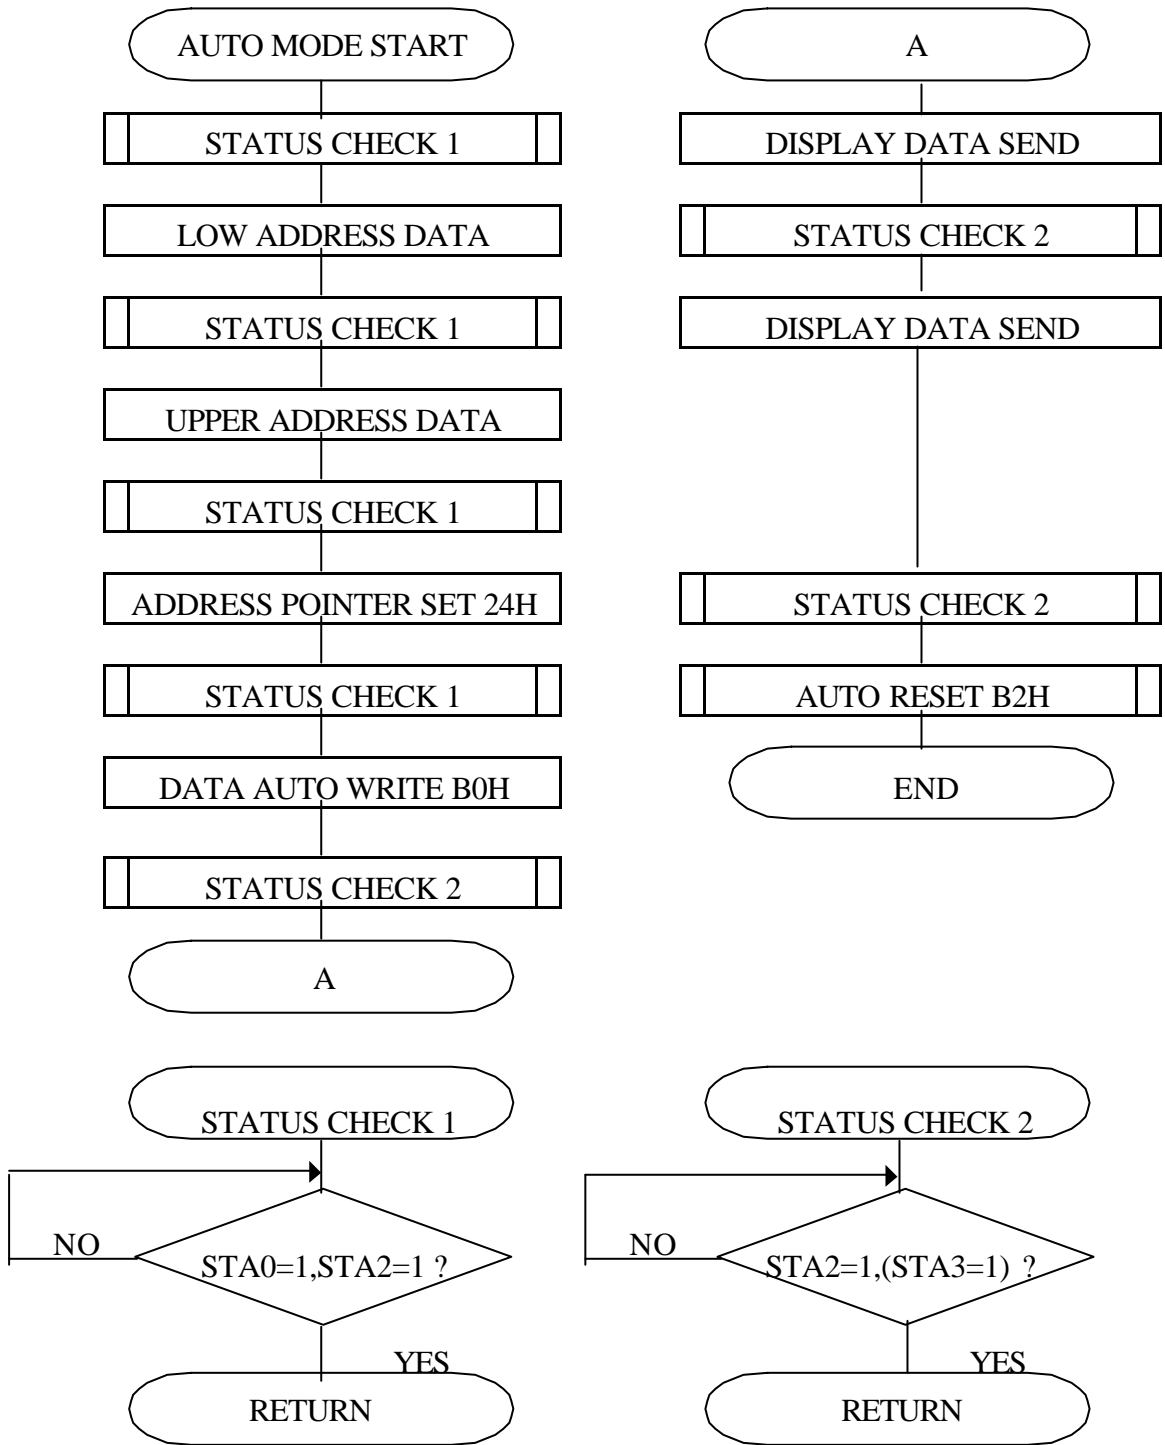 AUTO MODE START
STATUS CHECK 1
LOW ADDRESS DATA
STATUS CHECK 1
UPPER ADDRESS DATA
STATUS CHECK 1
ADDRESS POINTER SET 24H
STATUS CHECK 1
DATA AUTO WRITE B0H
STATUS CHECK 2
A
A
DISPLAY DATA SEND
STATUS CHECK 2
DISPLAY DATA SEND
STATUS CHECK 2
AUTO RESET B2H
END
STATUS CHECK 1
NO
STA0=1,STA2=1 ?
YES
RETURN
STATUS CHECK 2
NO
STA2=1,(STA3=1) ?
YES
RETURN